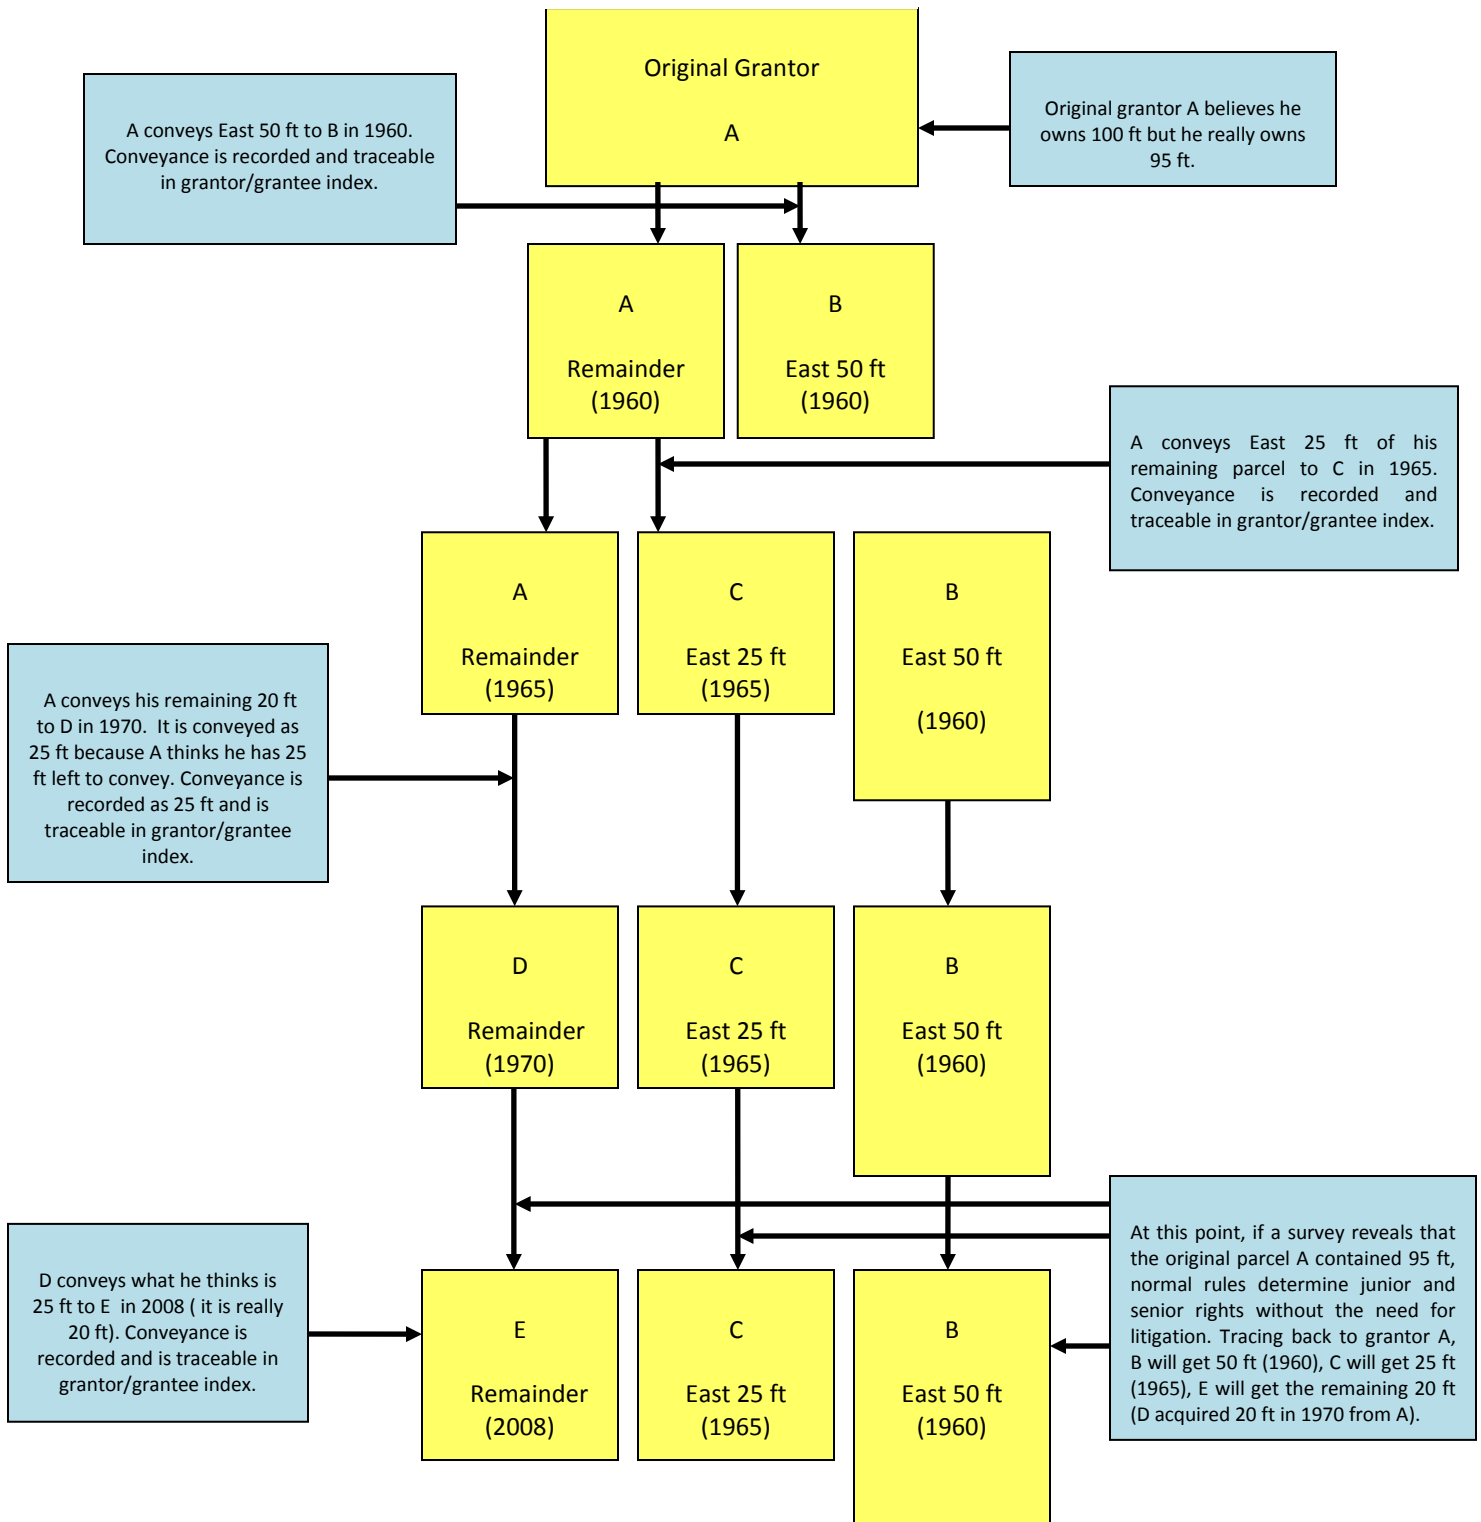 Original Grantor
A
A conveys East 50 ft to B in 1960.
Conveyance is recorded and traceable
in grantor/grantee index.
Original grantor A believes he
owns 100 ft but he really owns
95 ft.
A
Remainder
(1960)
B
East 50 ft
(1960)
A conveys East 25 ft of his
remaining parcel to C in 1965.
Conveyance is recorded and
traceable in grantor/grantee index.
A
Remainder
(1965)
C
East 25 ft
(1965)
B
East 50 ft
(1960)
A conveys his remaining 20 ft
to D in 1970. It is conveyed as
25 ft because A thinks he has 25
ft left to convey. Conveyance is
recorded as 25 ft and is
traceable in grantor/grantee
index.
D
Remainder
(1970)
C
East 25 ft
(1965)
B
East 50 ft
(1960)
At this point, if a survey reveals that
the original parcel A contained 95 ft,
normal rules determine junior and
senior rights without the need for
litigation. Tracing back to grantor A,
B will get 50 ft (1960), C will get 25 ft
(1965), E will get the remaining 20 ft
(D acquired 20 ft in 1970 from A).
D conveys what he thinks is
25 ft to E in 2008 ( it is really
20 ft). Conveyance is
recorded and is traceable in
grantor/grantee index.
E
Remainder
(2008)
C
East 25 ft
(1965)
B
East 50 ft
(1960)